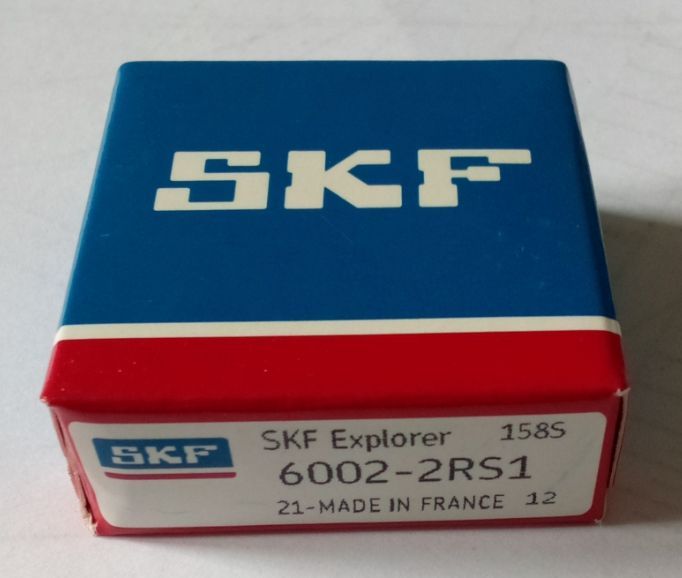 SKF
SKF
SKF Explorer 158S
6002-2RS1
21-MADE IN FRANCE 12